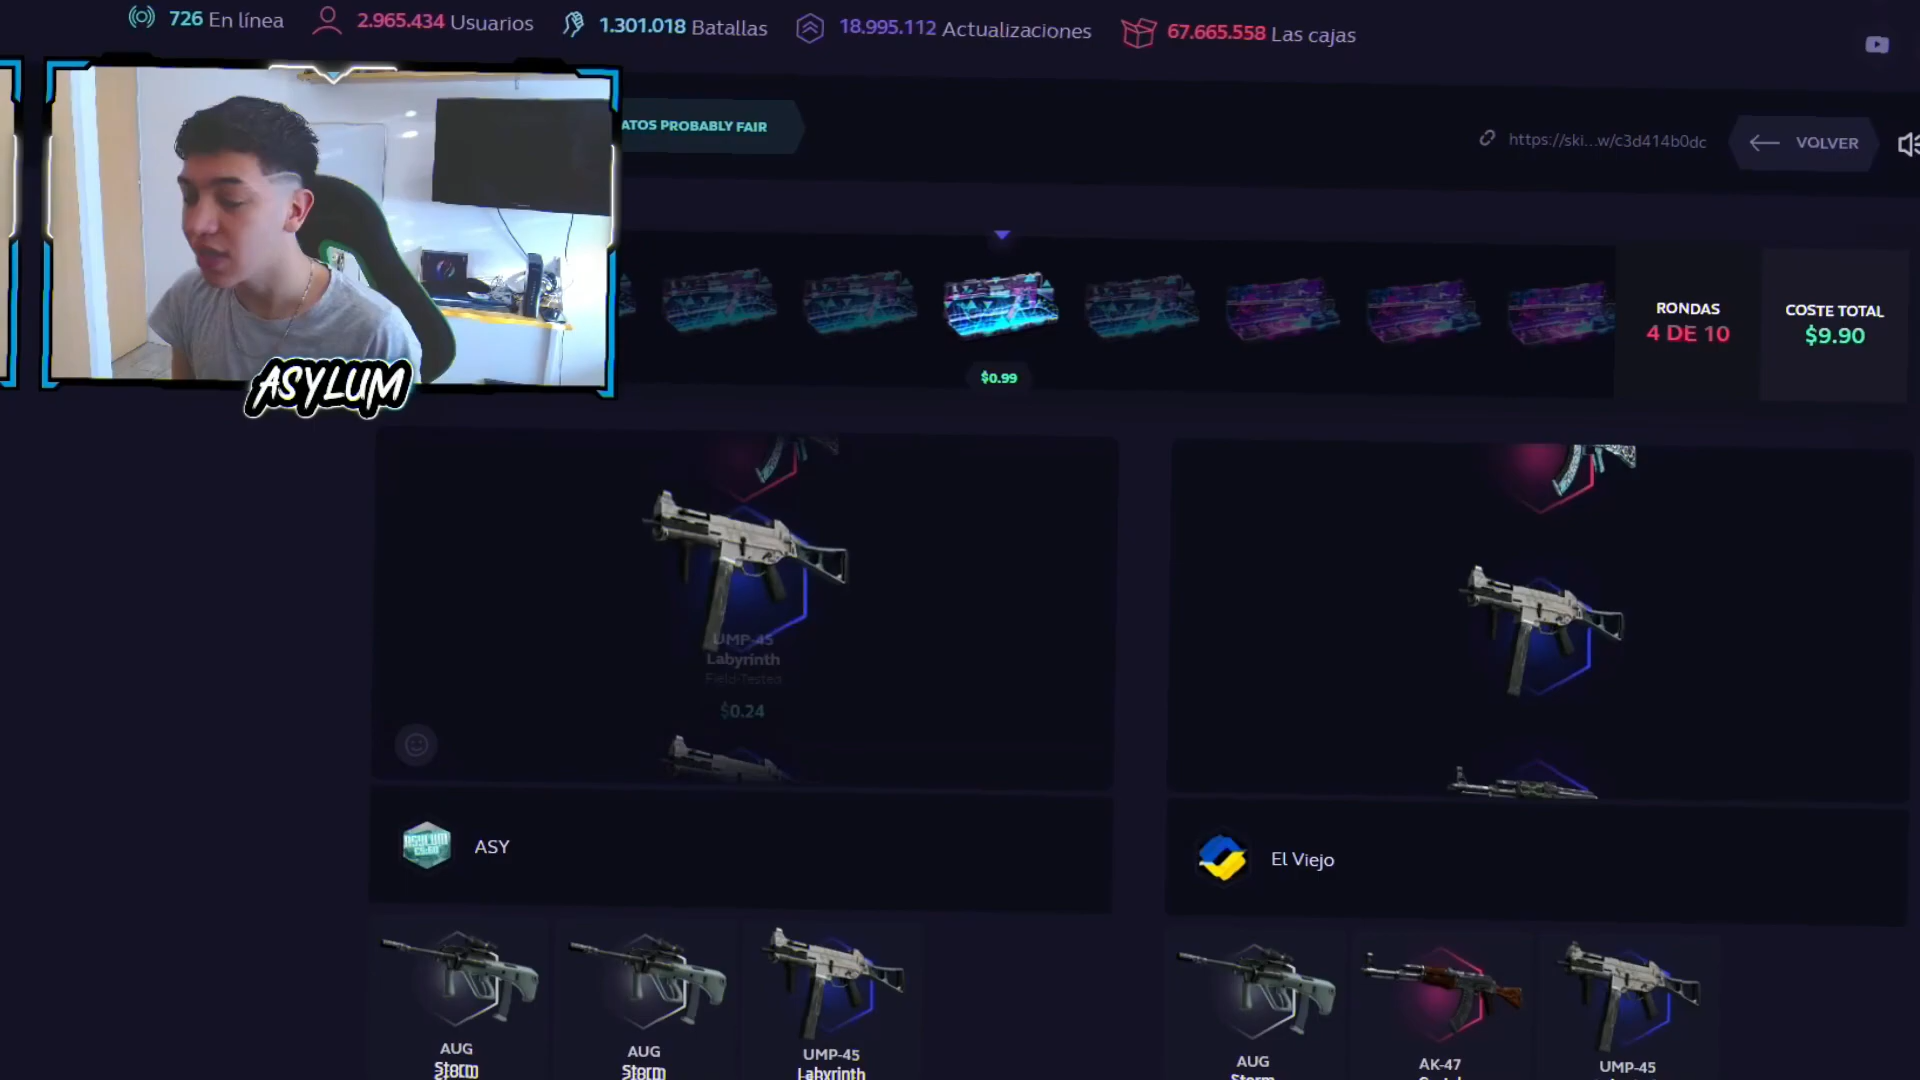 726 En línea 2.965.434 Usuarios 1.301.018 Batallas 18.995.112 Actualizaciones 67.665.558 Las cajas
ATOS PROBABLY FAIR
https://ski...w/c3d414b0dc
VOLVER
RONDAS
4 DE 10
COSTE TOTAL
$9.90
$0.99
ASYLUM
UMP-45
Labyrinth
Field-Tested
$0.24
ASY
El Viejo
AUG
Storm
AUG
Storm
UMP-45
Labyrinth
AUG
Storm
AK-47
UMP-45